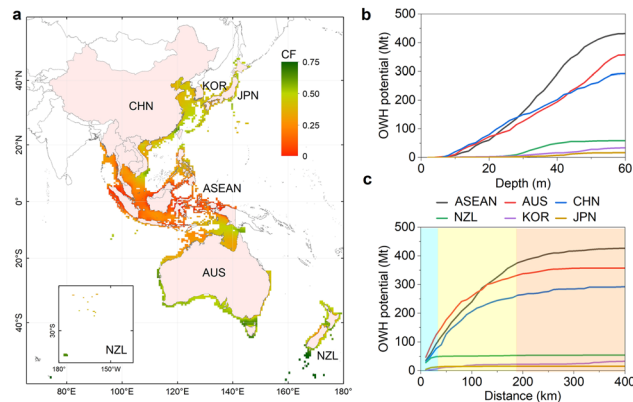 a
CF
0.75
0.50
0.25
0
40°N
20°N
0°
20°S
40°S
CHN
KOR
JPN
ASEAN
AUS
NZL
30°S
NZL
180° 150°W
80°E 100°E 120°E 140°E 160°E 180°
b
OWH potential (Mt)
500
400
300
200
100
0
0 20 40 60
Depth (m)
ASEAN AUS CHN
NZL KOR JPN
c
OWH potential (Mt)
500
400
300
200
100
0
0 100 200 300 400
Distance (km)